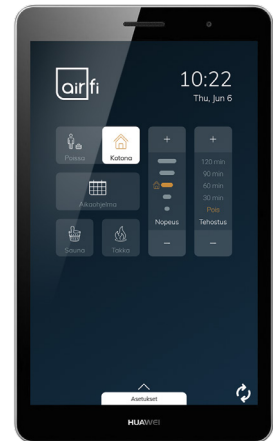 airfi
10:22
Thu, Jun 6
Poissa
Kotona
Aikaohjelma
Sauna
Takka
+
Nopeus
−
+
120 min
90 min
60 min
30 min
Pois
Tehostus
−
Asetukset
HUAWEI